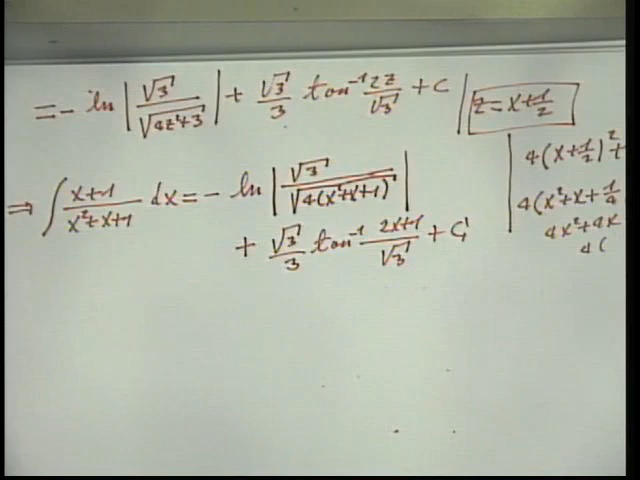 = - ln | √3 / √(4z²+3) | + √3/3 tan⁻¹ 2z/√3 + C | z = x + 1/2
4(x+1/2)² +
⇒ ∫ x+1 / x²+x+1 dx = - ln | √3 / √(4(x²+x+1)) |
4(x²+x+1/4
+ √3/3 tan⁻¹ 2x+1/√3 + C₁
4x²+4x
4(